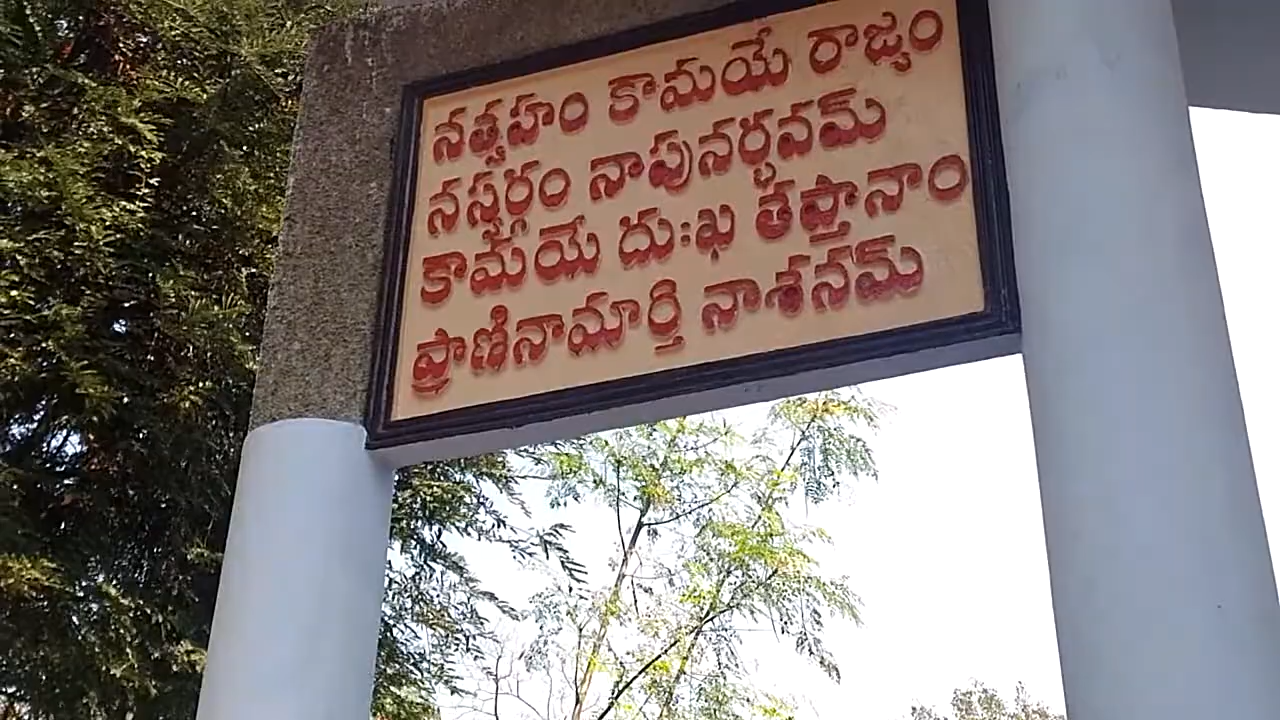 నత్వహం కామయే రాజ్యం
నస్వర్గం నాపునర్భవమ్
కామయే దుఃఖ తప్తానాం
ప్రాణినామార్తి నాశనమ్